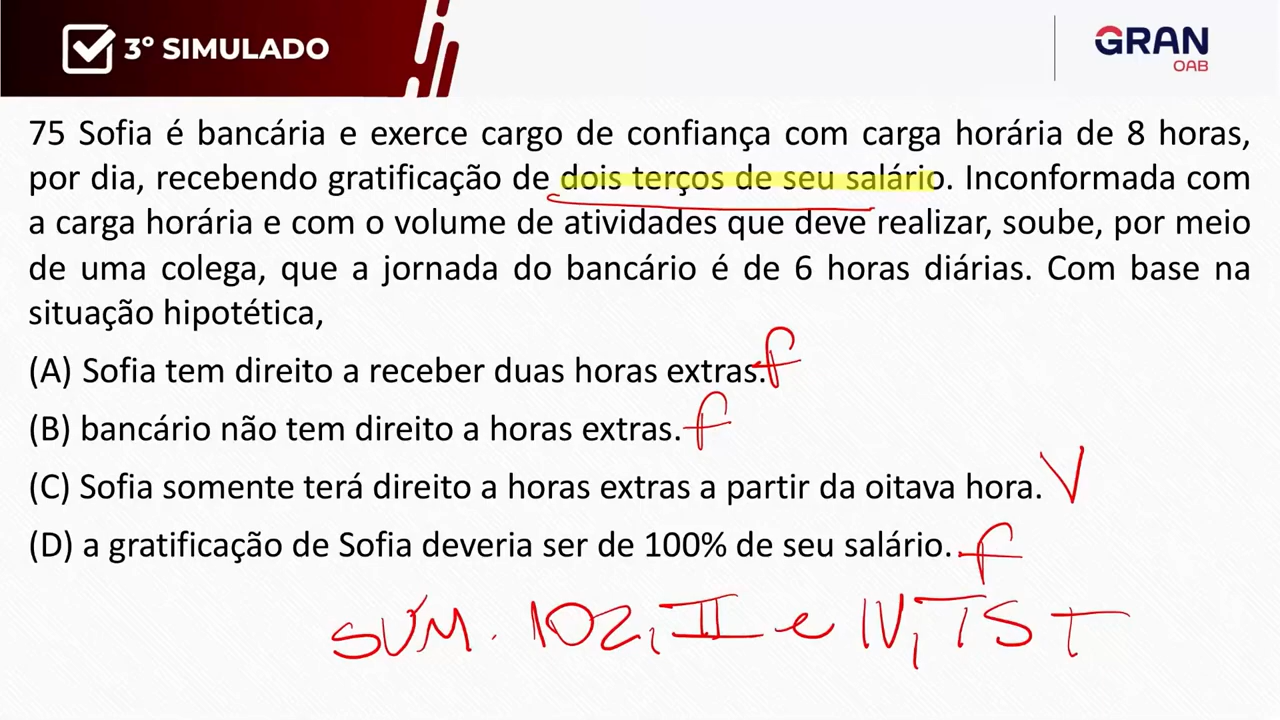 3º SIMULADO
GRAN
OAB
75 Sofia é bancária e exerce cargo de confiança com carga horária de 8 horas,
por dia, recebendo gratificação de dois terços de seu salário. Inconformada com
a carga horária e com o volume de atividades que deve realizar, soube, por meio
de uma colega, que a jornada do bancário é de 6 horas diárias. Com base na
situação hipotética,
(A) Sofia tem direito a receber duas horas extras. f
(B) bancário não tem direito a horas extras. f
(C) Sofia somente terá direito a horas extras a partir da oitava hora. V
(D) a gratificação de Sofia deveria ser de 100% de seu salário. f
SUM. 102, II e IV, TST